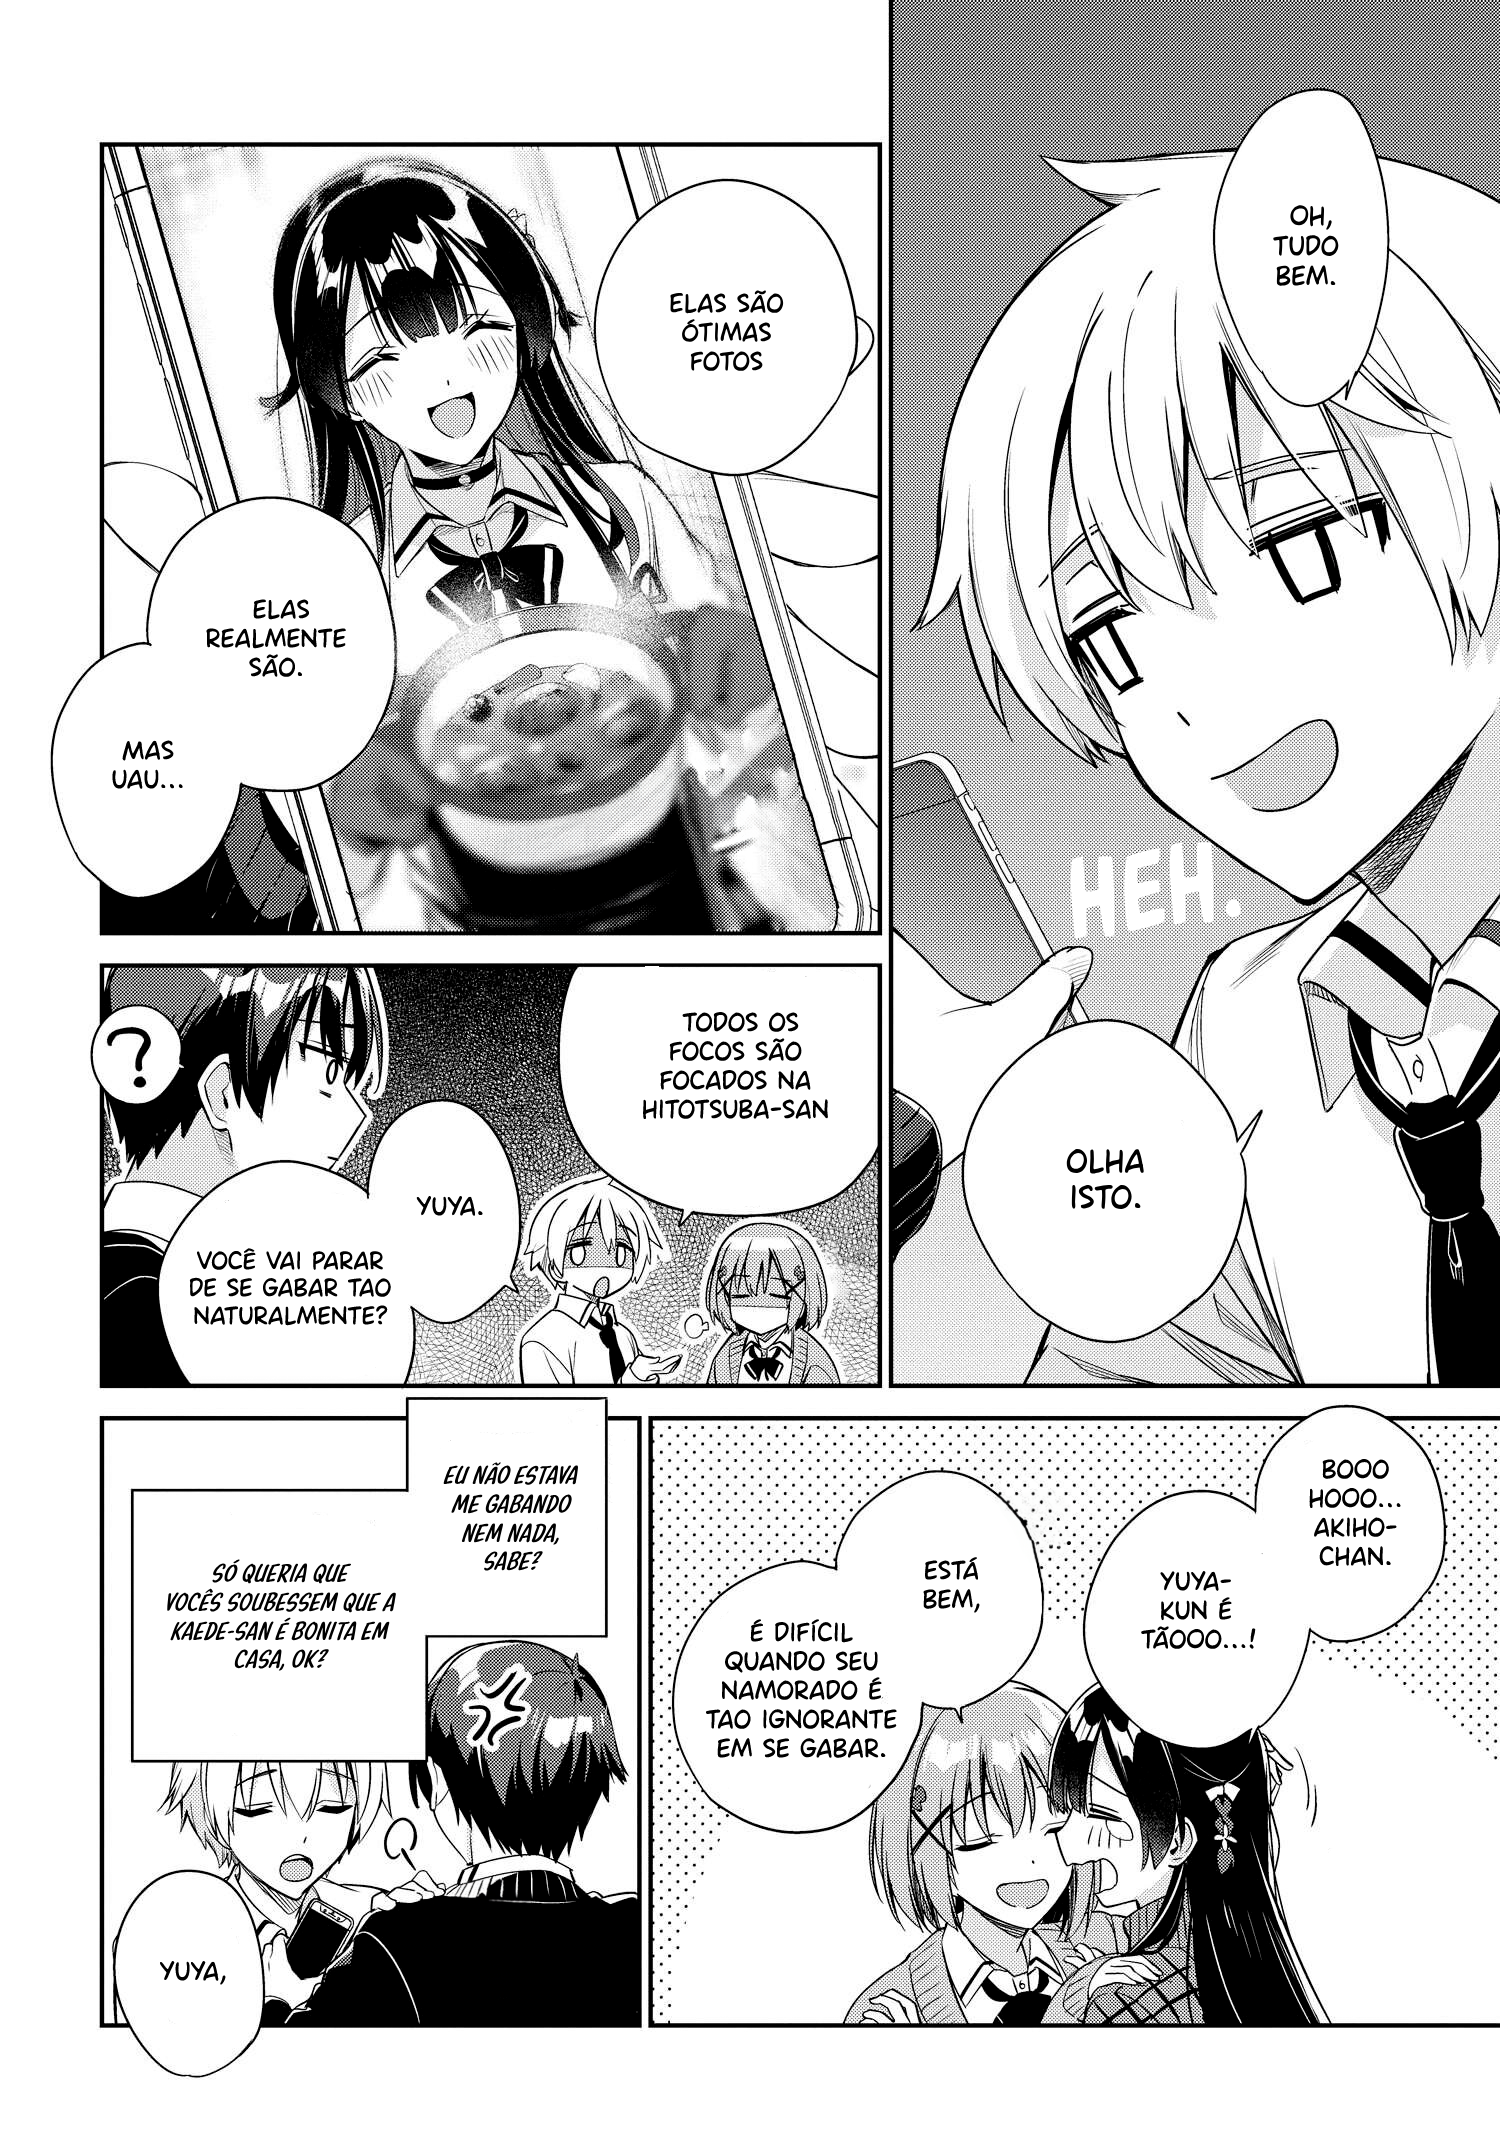 OH,
TUDO
BEM.
HEH.
OLHA
ISTO.
ELAS SÃO
ÓTIMAS
FOTOS
ELAS
REALMENTE
SÃO.
MAS
UAU...
TODOS OS
FOCOS SÃO
FOCADOS NA
HITOTSUBA-SAN
YUYA.
VOCÊ VAI PARAR
DE SE GABAR TAO
NATURALMENTE?
?
BOOO
HOOO...
AKIHO-
CHAN.
YUYA-
KUN É
TÃOOO...!
ESTÁ
BEM,
É DIFÍCIL
QUANDO SEU
NAMORADO É
TAO IGNORANTE
EM SE GABAR.
EU NÃO ESTAVA
ME GABANDO
NEM NADA,
SABE?
SÓ QUERIA QUE
VOCÊS SOUBESSEM QUE A
KAEDE-SAN É BONITA EM
CASA, OK?
YUYA,